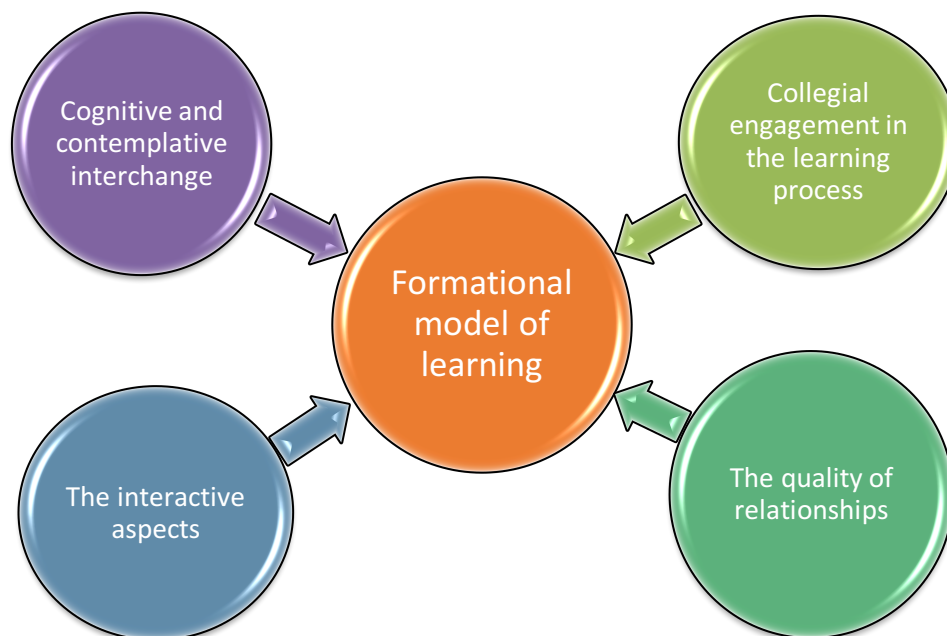 Cognitive and
contemplative
interchange
Collegial
engagement in
the learning
process
Formational
model of
learning
The interactive
aspects
The quality of
relationships